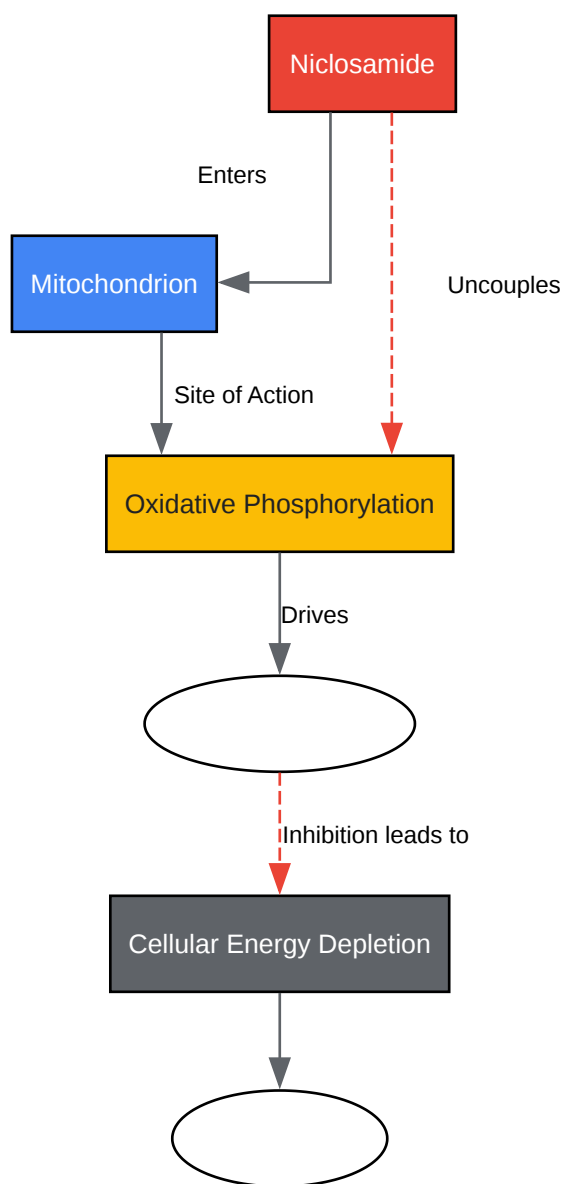 Niclosamide
Enters
Mitochondrion
Uncouples
Site of Action
Oxidative Phosphorylation
Drives
Inhibition leads to
Cellular Energy Depletion